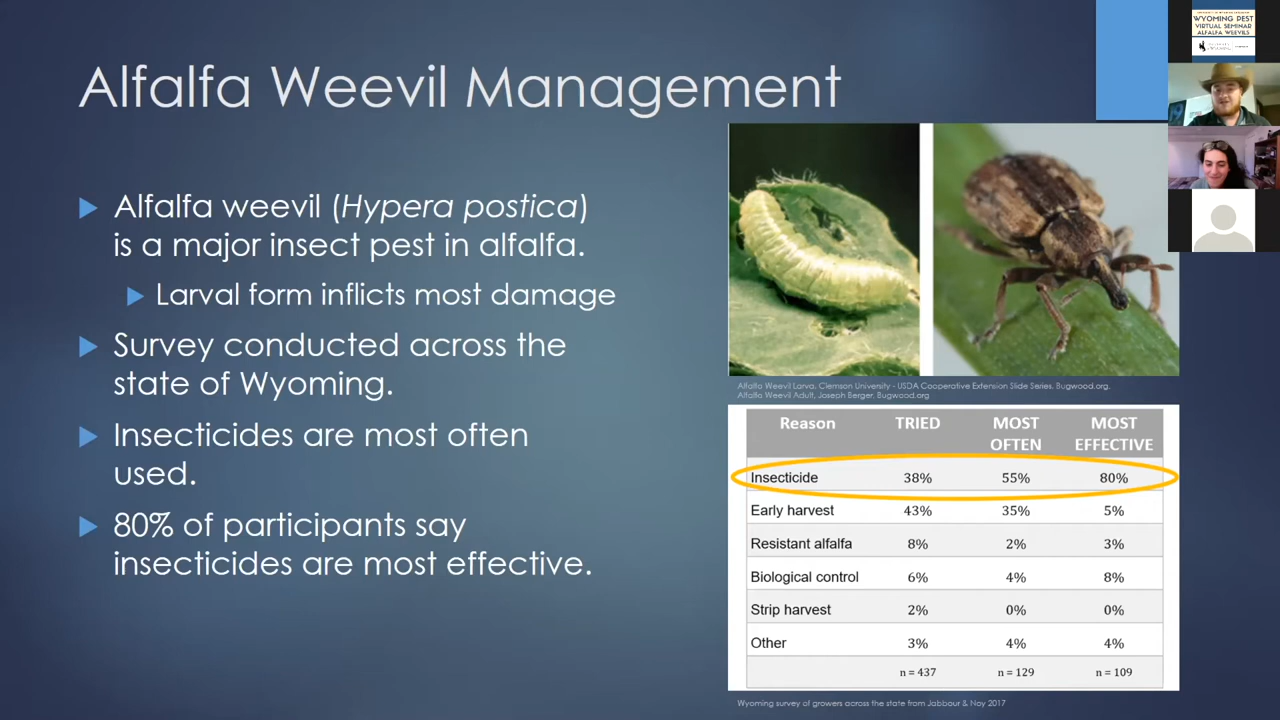 Alfalfa Weevil Management
Alfalfa weevil (Hypera postica)
is a major insect pest in alfalfa.
Larval form inflicts most damage
Survey conducted across the
state of Wyoming.
Insecticides are most often
used.
80% of participants say
insecticides are most effective.
WYOMING PEST
VIRTUAL SEMINAR
ALFALFA WEEVILS
Alfalfa Weevil Larva, Clemson University - USDA Cooperative Extension Slide Series, Bugwood.org.
Alfalfa Weevil Adult, Joseph Berger, Bugwood.org
Reason TRIED MOST OFTEN MOST EFFECTIVE
Insecticide 38% 55% 80%
Early harvest 43% 35% 5%
Resistant alfalfa 8% 2% 3%
Biological control 6% 4% 8%
Strip harvest 2% 0% 0%
Other 3% 4% 4%
n = 437 n = 129 n = 109
Wyoming survey of growers across the state from Jabbour & Noy 2017